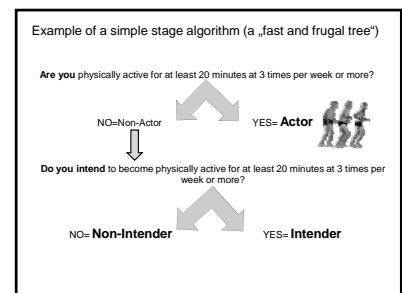 Example of a simple stage algorithm (a „fast and frugal tree“)
Are you physically active for at least 20 minutes at 3 times per week or more?
NO=Non-Actor
YES= Actor
Do you intend to become physically active for at least 20 minutes at 3 times per
week or more?
NO= Non-Intender
YES= Intender